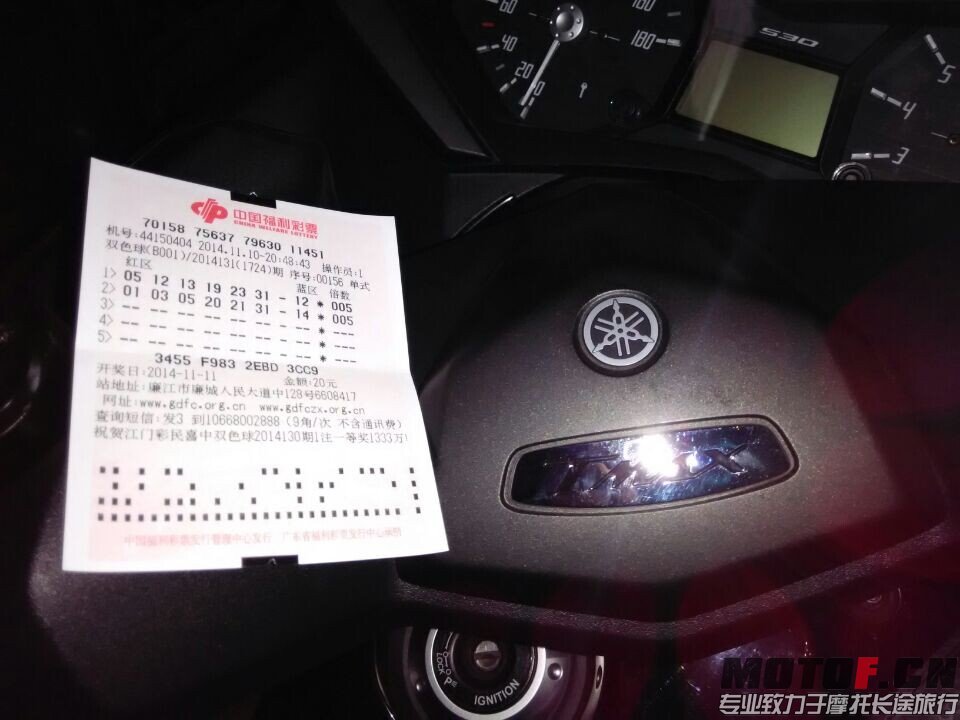 中国福利彩票
CHINA WELFARE LOTTERY
70158 75637 79630 11451
机号:44150404 2014.11.10-20:48:43 操作员:1
双色球(B001)/2014131(1724)期 序号:00156 单式
红区 蓝区 倍数
1> 05 12 13 19 23 31 - 12 * 005
2> 01 03 05 20 21 31 - 14 * 005
3> -- -- -- -- -- -- - -- * ---
4> -- -- -- -- -- -- - -- * ---
5> -- -- -- -- -- -- - -- * ---
3455 F983 2EBD 3CC9
开奖日:2014-11-11 金额:20元
站地址:廉江市廉城人民大道中128号6608417
网址:www.gdfc.org.cn www.gdfczx.org.cn
查询短信:发3 到10668002888 (9角/次 不含通讯费)
祝贺江门彩民喜中双色球2014130期1注一等奖1333万!
中国福利彩票发行管理中心发行 广东省福利彩票发行中心承销
60
40
20
0
160
180
530
5
4
3
TMAX
LOCK
P
IGNITION
MOTOF.CN
专业致力于摩托长途旅行